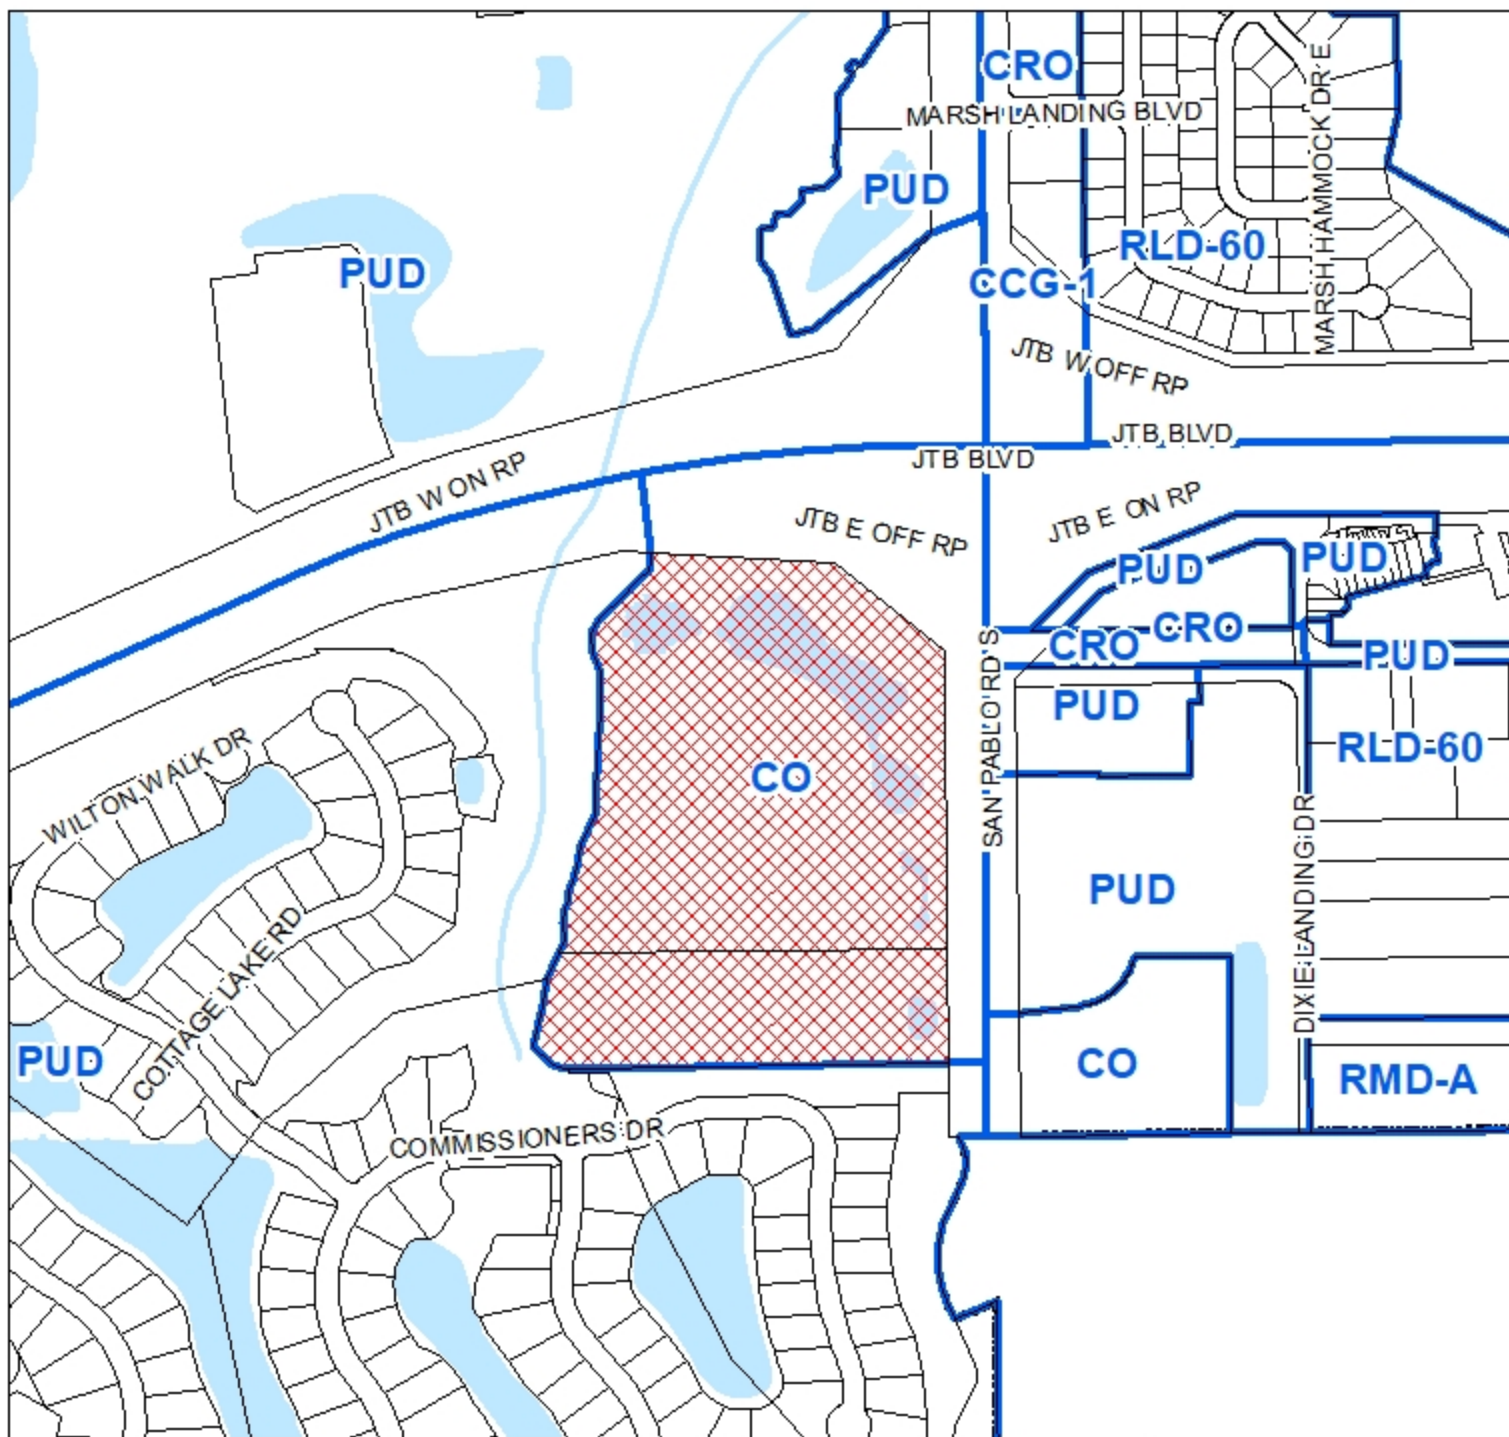 CRO
MARSH LANDING BLVD
MARSH HAMMOCK DR E
PUD
RLD-60
PUD
CCG-1
JTB W OFF RP
JTB BLVD
JTB BLVD
JTB W ON RP
JTB E OFF RP
JTB E ON RP
PUD
PUD
CRO
CRO
PUD
PUD
SAN PABLO RD S
RLD-60
WILTON WALK DR
CO
PUD
DIXIE LANDING DR
COTTAGE LAKE RD
PUD
CO
RMD-A
COMMISSIONERS DR